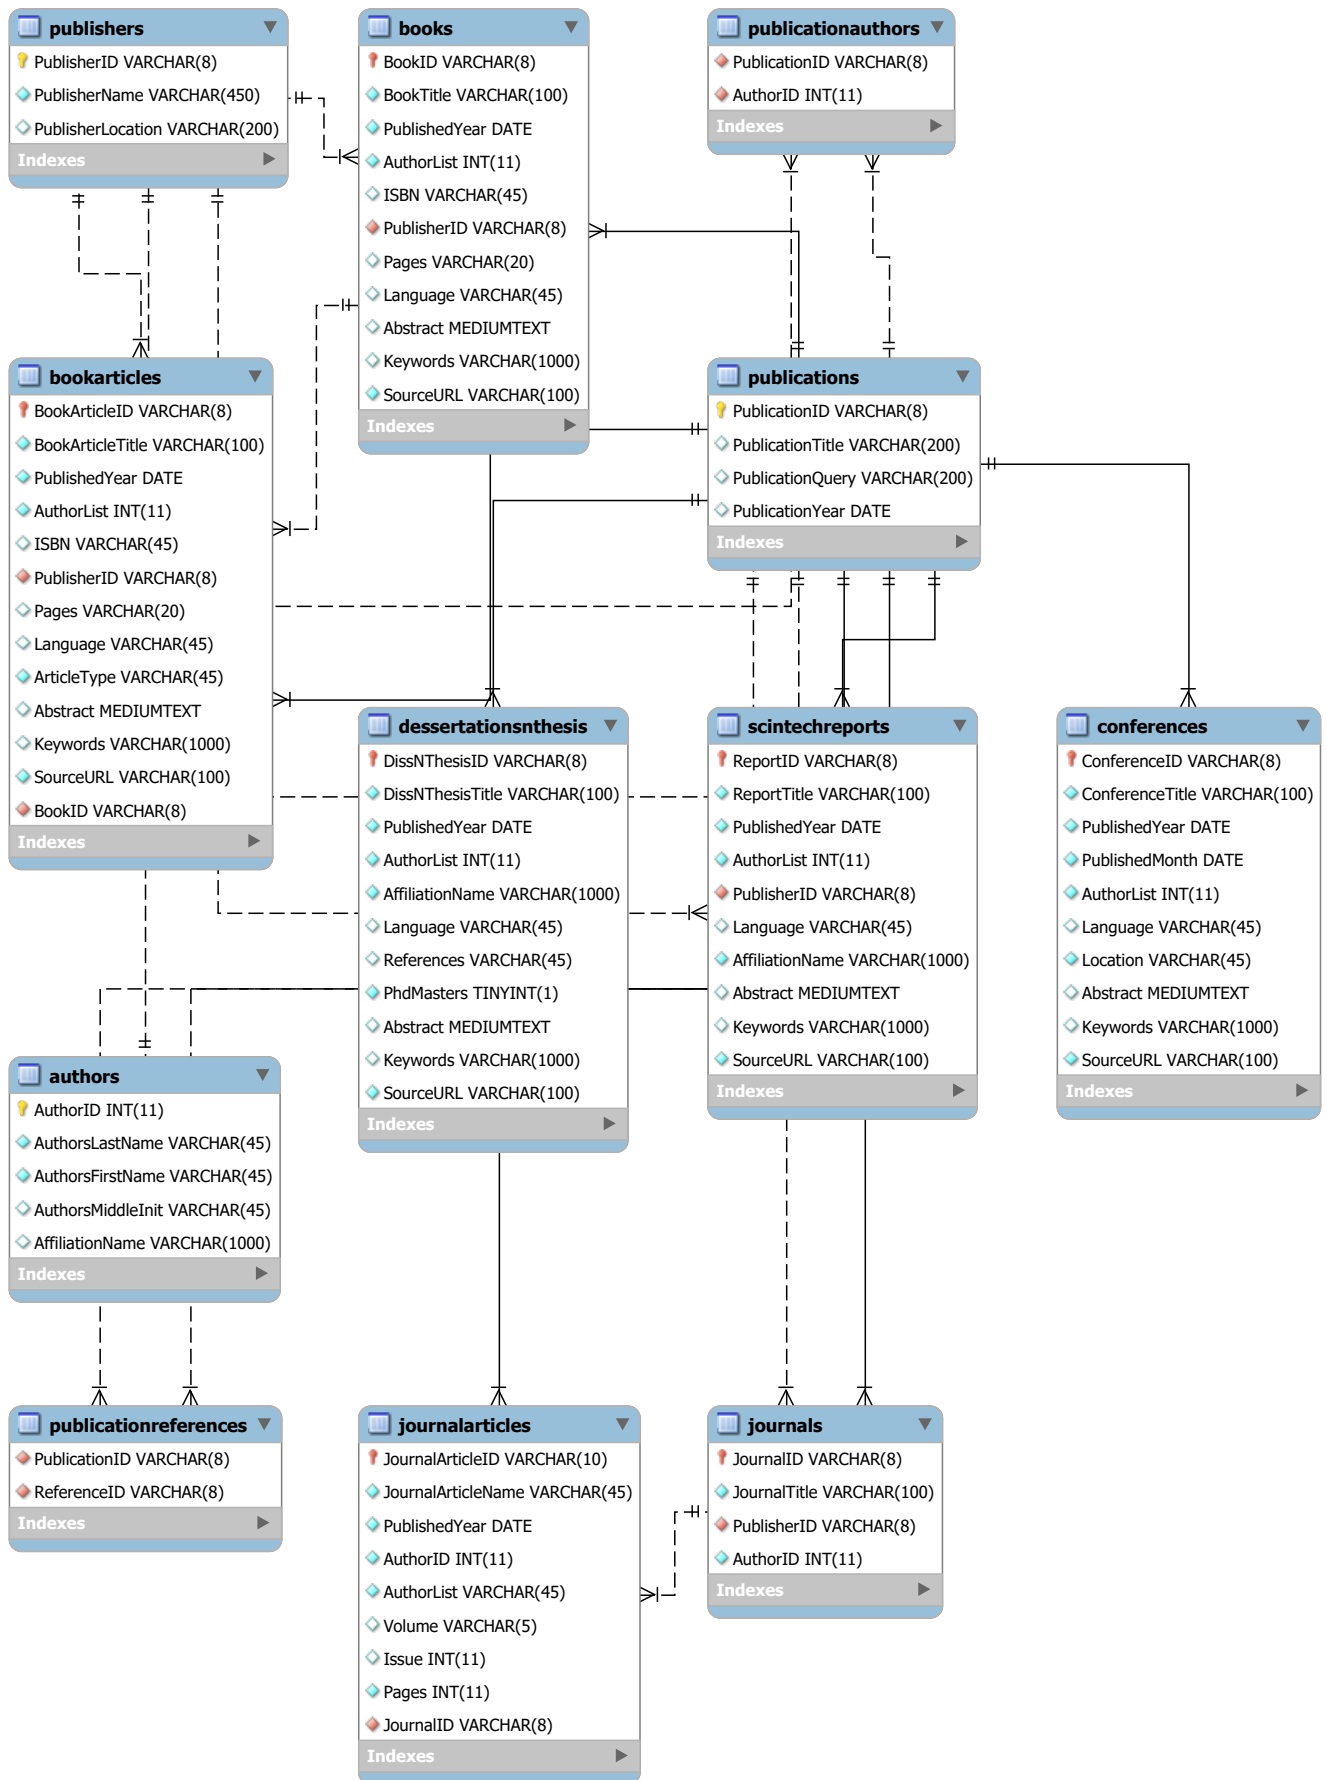 publishers
PublisherID VARCHAR(8)
PublisherName VARCHAR(450)
PublisherLocation VARCHAR(200)
Indexes
books
BookID VARCHAR(8)
BookTitle VARCHAR(100)
PublishedYear DATE
AuthorList INT(11)
ISBN VARCHAR(45)
PublisherID VARCHAR(8)
Pages VARCHAR(20)
Language VARCHAR(45)
Abstract MEDIUMTEXT
Keywords VARCHAR(1000)
SourceURL VARCHAR(100)
Indexes
publicationauthors
PublicationID VARCHAR(8)
AuthorID INT(11)
Indexes
bookarticles
BookArticleID VARCHAR(8)
BookArticleTitle VARCHAR(100)
PublishedYear DATE
AuthorList INT(11)
ISBN VARCHAR(45)
PublisherID VARCHAR(8)
Pages VARCHAR(20)
Language VARCHAR(45)
ArticleType VARCHAR(45)
Abstract MEDIUMTEXT
Keywords VARCHAR(1000)
SourceURL VARCHAR(100)
BookID VARCHAR(8)
Indexes
publications
PublicationID VARCHAR(8)
PublicationTitle VARCHAR(200)
PublicationQuery VARCHAR(200)
PublicationYear DATE
Indexes
dessertationsnthesis
DissNThesisID VARCHAR(8)
DissNThesisTitle VARCHAR(100)
PublishedYear DATE
AuthorList INT(11)
AffiliationName VARCHAR(1000)
Language VARCHAR(45)
References VARCHAR(45)
PhdMasters TINYINT(1)
Abstract MEDIUMTEXT
Keywords VARCHAR(1000)
SourceURL VARCHAR(100)
Indexes
scintechreports
ReportID VARCHAR(8)
ReportTitle VARCHAR(100)
PublishedYear DATE
AuthorList INT(11)
PublisherID VARCHAR(8)
Language VARCHAR(45)
AffiliationName VARCHAR(1000)
Abstract MEDIUMTEXT
Keywords VARCHAR(1000)
SourceURL VARCHAR(100)
Indexes
conferences
ConferenceID VARCHAR(8)
ConferenceTitle VARCHAR(100)
PublishedYear DATE
PublishedMonth DATE
AuthorList INT(11)
Language VARCHAR(45)
Location VARCHAR(45)
Abstract MEDIUMTEXT
Keywords VARCHAR(1000)
SourceURL VARCHAR(100)
Indexes
authors
AuthorID INT(11)
AuthorsLastName VARCHAR(45)
AuthorsFirstName VARCHAR(45)
AuthorsMiddleInit VARCHAR(45)
AffiliationName VARCHAR(1000)
Indexes
publicationreferences
PublicationID VARCHAR(8)
ReferenceID VARCHAR(8)
Indexes
journalarticles
JournalArticleID VARCHAR(10)
JournalArticleName VARCHAR(45)
PublishedYear DATE
AuthorID INT(11)
AuthorList VARCHAR(45)
Volume VARCHAR(5)
Issue INT(11)
Pages INT(11)
JournalID VARCHAR(8)
Indexes
journals
JournalID VARCHAR(8)
JournalTitle VARCHAR(100)
PublisherID VARCHAR(8)
AuthorID INT(11)
Indexes